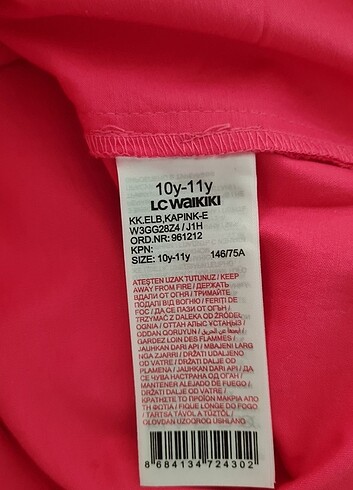 10y-11y
LC WAIKIKI
KK,ELB,KAPINK-E
W3GG28Z4 / J1H
ORD.NR: 961212
KPN:
SIZE: 10y-11y 146/75A
ATEŞTEN UZAK TUTUNUZ / KEEP
AWAY FROM FIRE / ДЕРЖАТЬ
ВДАЛИ ОТ ОГНЯ / ТРИМАЙТЕ
ПОДАЛІ ВІД ВОГНЮ / FERIȚI DE
FOC / ДА СЕ ПАЗИ ОТ ОГЪН /
TRZYMAĆ Z DALEKA OD ŹRÓDEŁ
OGNIA / ОТТАН АЛЫС ҰСТАҢЫЗ /
ODDAN QORUYUN /
GARDEZ LOIN DES FLAMMES /
JAUHKAN DARI API / MBAJENI LARG
NGA ZJARRI / DRŽATI UDALJENO
OD VATRE / DRŽATI DALJE OD
PLAMENA / JAUHKAN DARI API / ДА
СЕ ЧУВА НАСТРАНА ОД ОГАН /
MANTENER ALEJADO DE FUEGO /
DRŽATI DALJE OD VATRE /
ΚΡΑΤΗΣΤΕ ΤΟ ΠΡΟΪΟΝ ΜΑΚΡΙΑ ΑΠΟ
ΤΗ ΦΩΤΙΑ / FIQUE LONGE DO FOGO
/ TARTSA TÁVOL A TŰZTŐL /
OLOVDAN UZOQROQ USHLANG
8 684134 724302